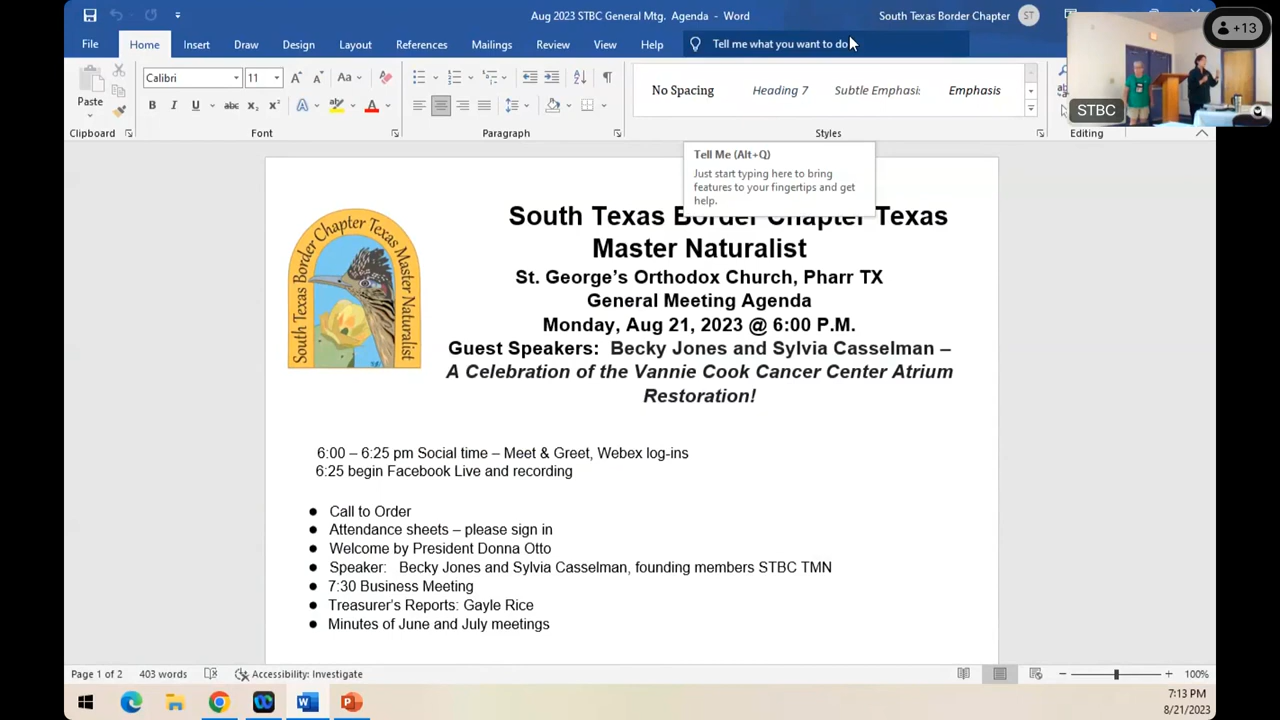 Aug 2023 STBC General Mtg. Agenda - Word
South Texas Border Chapter
ST
+13
File
Home
Insert
Draw
Design
Layout
References
Mailings
Review
View
Help
Tell me what you want to do
Calibri
11
Paste
No Spacing
Heading 7
Subtle Emphasi
Emphasis
STBC
Clipboard
Font
Paragraph
Styles
Editing
Tell Me (Alt+Q)
Just start typing here to bring
features to your fingertips and get
help.
South Texas Border Chapter Texas Master Naturalist
South Texas Border Chapter Texas
Master Naturalist
St. George’s Orthodox Church, Pharr TX
General Meeting Agenda
Monday, Aug 21, 2023 @ 6:00 P.M.
Guest Speakers: Becky Jones and Sylvia Casselman –
A Celebration of the Vannie Cook Cancer Center Atrium
Restoration!
6:00 – 6:25 pm Social time – Meet & Greet, Webex log-ins
6:25 begin Facebook Live and recording
● Call to Order
● Attendance sheets – please sign in
● Welcome by President Donna Otto
● Speaker: Becky Jones and Sylvia Casselman, founding members STBC TMN
● 7:30 Business Meeting
● Treasurer’s Reports: Gayle Rice
● Minutes of June and July meetings
Page 1 of 2
403 words
Accessibility: Investigate
100%
7:13 PM
8/21/2023